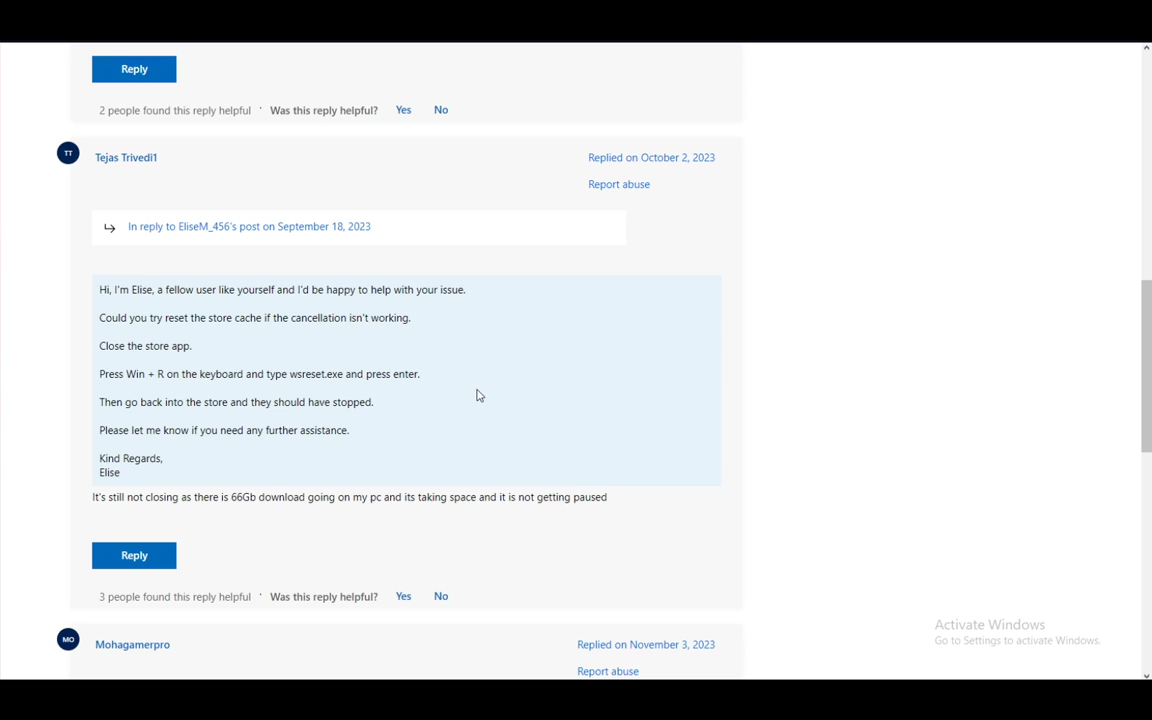 Reply
2 people found this reply helpful · Was this reply helpful? Yes No
TT Tejas Trivedi1 Replied on October 2, 2023
Report abuse
In reply to EliseM_456's post on September 18, 2023
Hi, I'm Elise, a fellow user like yourself and I'd be happy to help with your issue.
Could you try reset the store cache if the cancellation isn't working.
Close the store app.
Press Win + R on the keyboard and type wsreset.exe and press enter.
Then go back into the store and they should have stopped.
Please let me know if you need any further assistance.
Kind Regards,
Elise
It's still not closing as there is 66Gb download going on my pc and its taking space and it is not getting paused
Reply
3 people found this reply helpful · Was this reply helpful? Yes No
MO Mohagamerpro Replied on November 3, 2023
Report abuse
Activate Windows
Go to Settings to activate Windows.